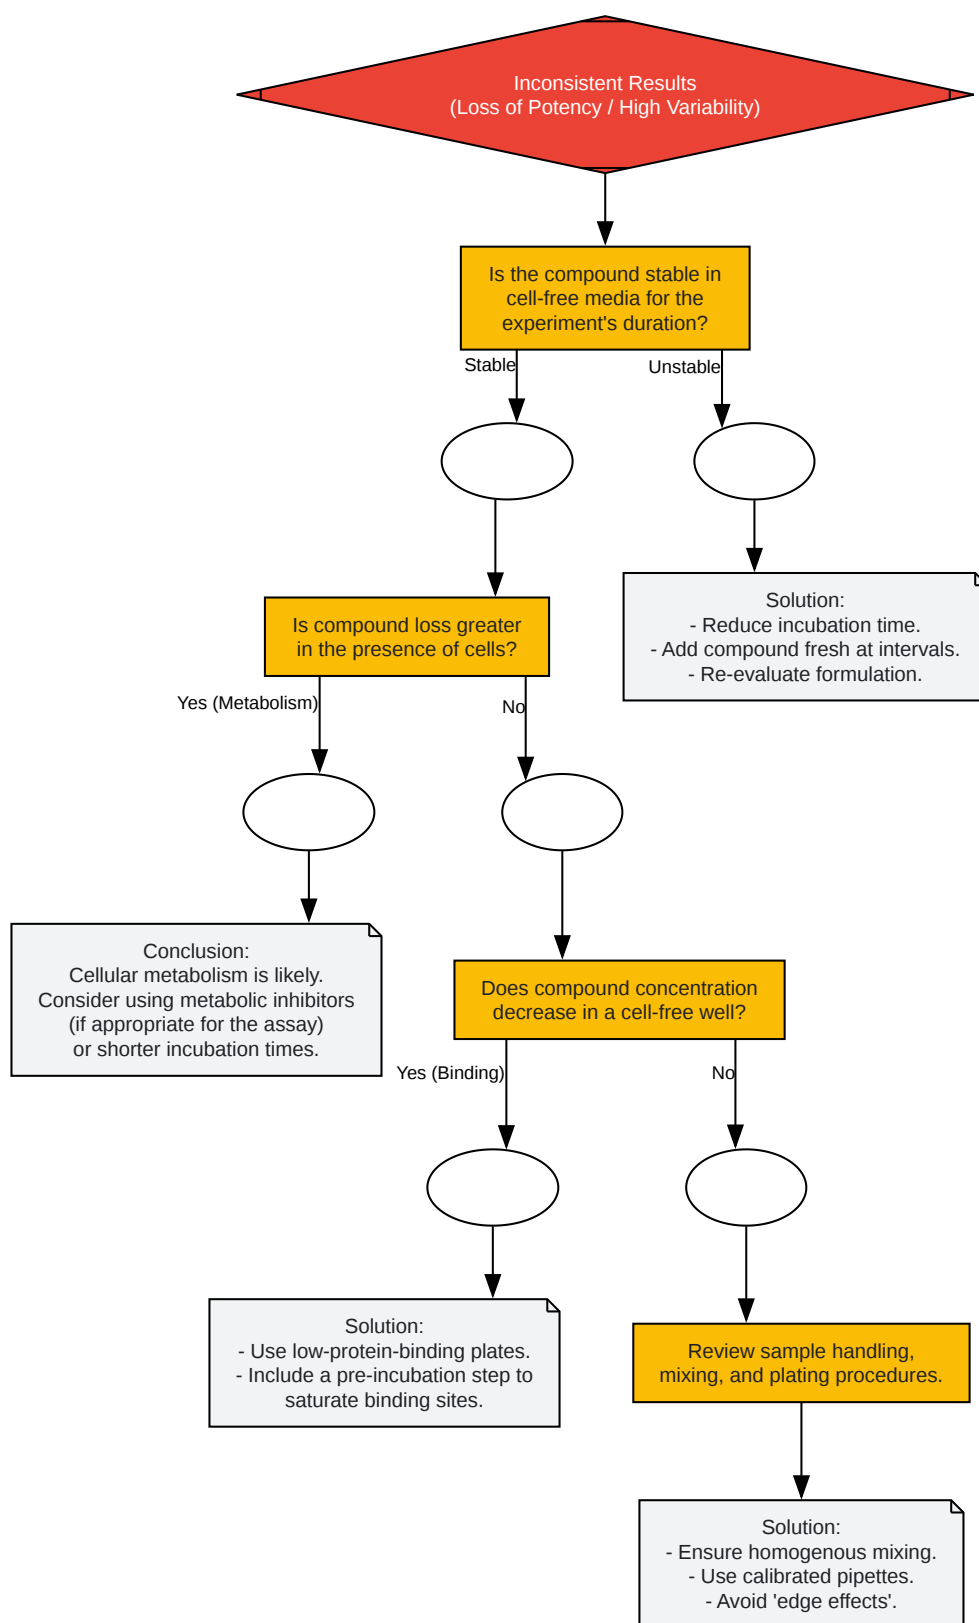 Inconsistent Results
(Loss of Potency / High Variability)
Is the compound stable in
cell-free media for the
experiment's duration?
Stable
Unstable
Solution:
- Reduce incubation time.
- Add compound fresh at intervals.
- Re-evaluate formulation.
Is compound loss greater
in the presence of cells?
Yes (Metabolism)
No
Conclusion:
Cellular metabolism is likely.
Consider using metabolic inhibitors
(if appropriate for the assay)
or shorter incubation times.
Does compound concentration
decrease in a cell-free well?
Yes (Binding)
No
Solution:
- Use low-protein-binding plates.
- Include a pre-incubation step to
saturate binding sites.
Review sample handling,
mixing, and plating procedures.
Solution:
- Ensure homogenous mixing.
- Use calibrated pipettes.
- Avoid 'edge effects'.